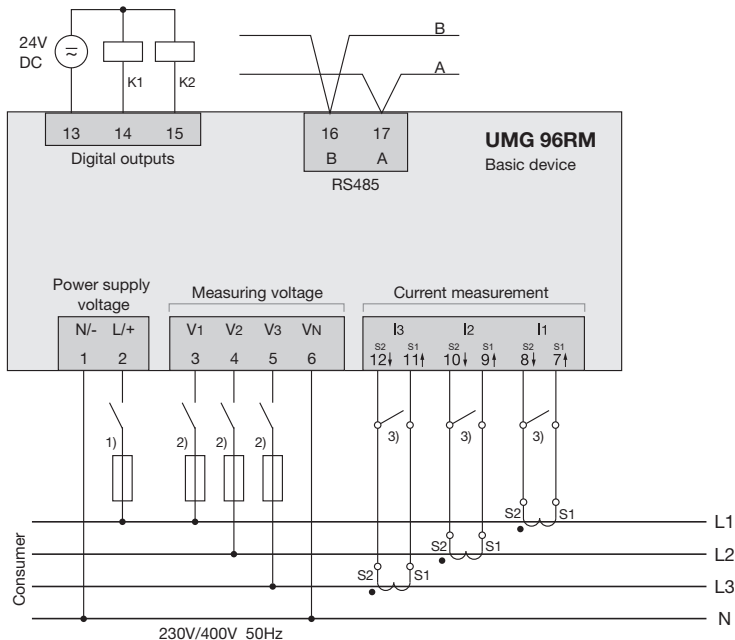 24V
DC
K1 K2
B
A
13 14 15
Digital outputs
16 17
B A
RS485
UMG 96RM
Basic device
Power supply
voltage
Measuring voltage
Current measurement
N/- L/+
1 2
V1 V2 V3 VN
3 4 5 6
I3 I2 I1
S2 S1 S2 S1 S2 S1
12 11 10 9 8 7
1) 2) 2) 2) 3) 3) 3)
S2 S1
L1
S2 S1
L2
S2 S1
L3
N
Consumer
230V/400V 50Hz